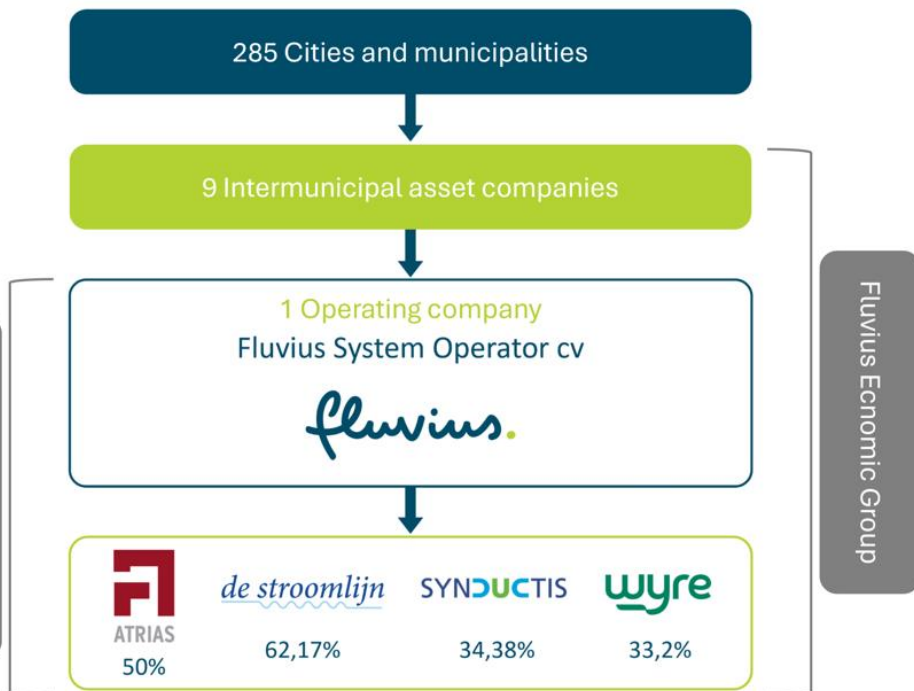 285 Cities and municipalities
9 Intermunicipal asset companies
1 Operating company
Fluvius System Operator cv
fluvius.
ATRIAS
50%
de stroomlijn
62,17%
SYNDUCTIS
34,38%
wyre
33,2%
Fluvius Ecnomic Group